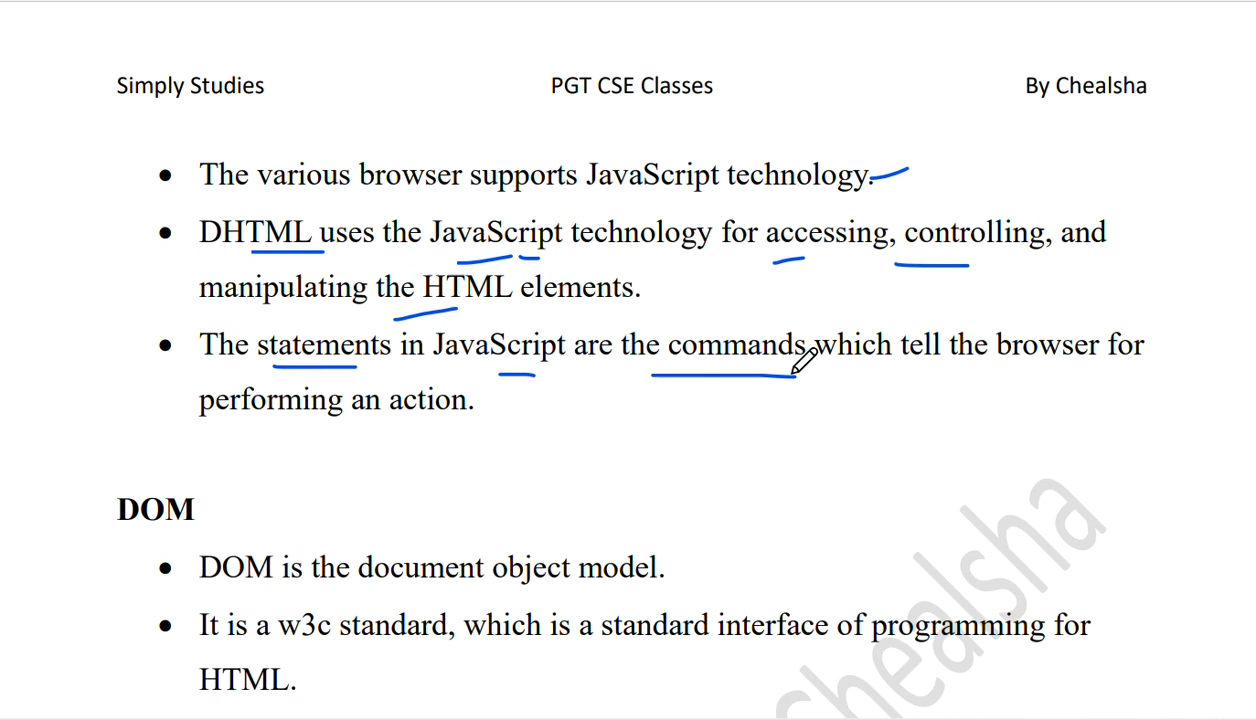 Simply Studies PGT CSE Classes By Chealsha
• The various browser supports JavaScript technology.
• DHTML uses the JavaScript technology for accessing, controlling, and
manipulating the HTML elements.
• The statements in JavaScript are the commands which tell the browser for
performing an action.
DOM
• DOM is the document object model.
• It is a w3c standard, which is a standard interface of programming for
HTML.
Chealsha